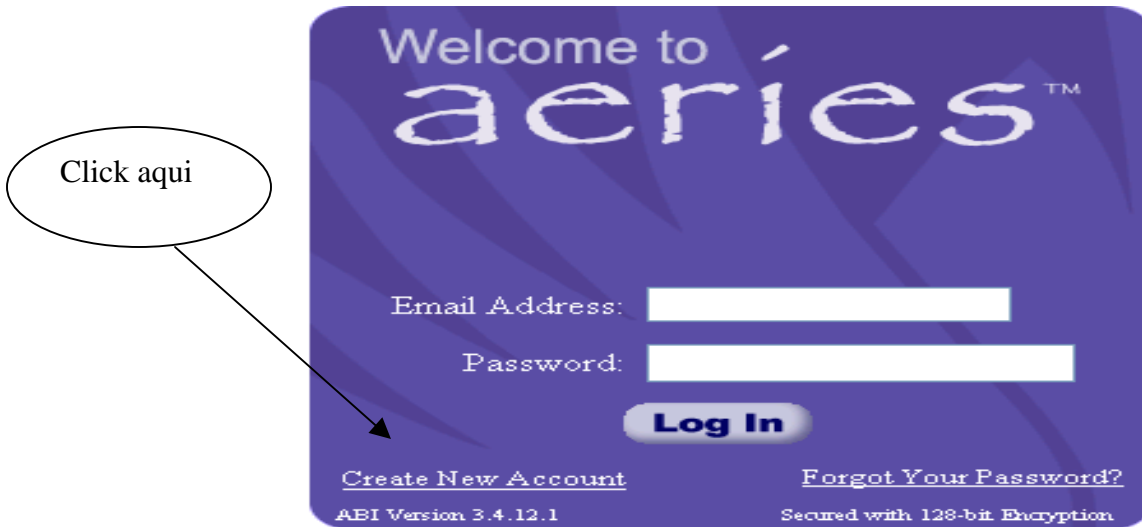 Welcome to
aeries™
Click aqui
Email Address:
Password:
Log In
Create New Account
Forgot Your Password?
ABI Version 3.4.12.1
Secured with 128-bit Encryption